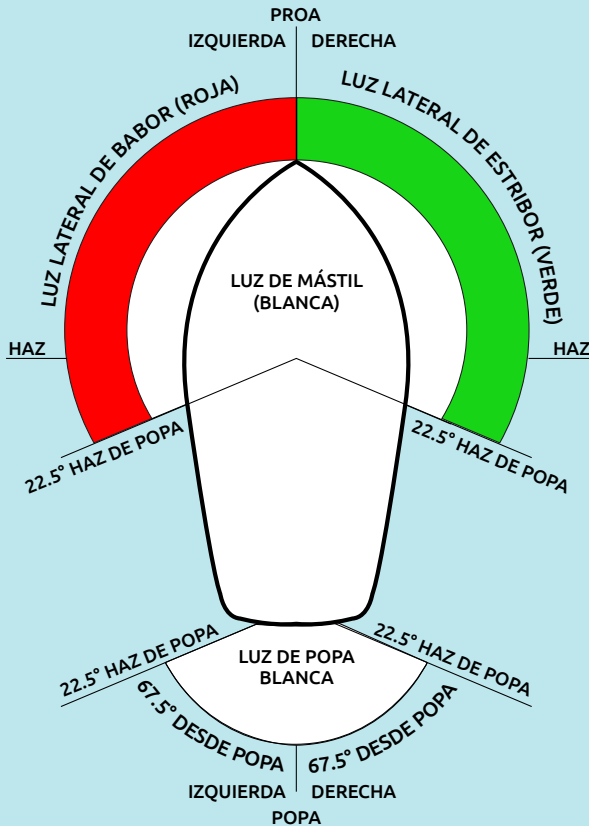 PROA
IZQUIERDA DERECHA
LUZ LATERAL DE BABOR (ROJA)
LUZ LATERAL DE ESTRIBOR (VERDE)
LUZ DE MÁSTIL
(BLANCA)
HAZ
HAZ
22.5° HAZ DE POPA
22.5° HAZ DE POPA
22.5° HAZ DE POPA
22.5° HAZ DE POPA
LUZ DE POPA
BLANCA
67.5° DESDE POPA
67.5° DESDE POPA
IZQUIERDA DERECHA
POPA